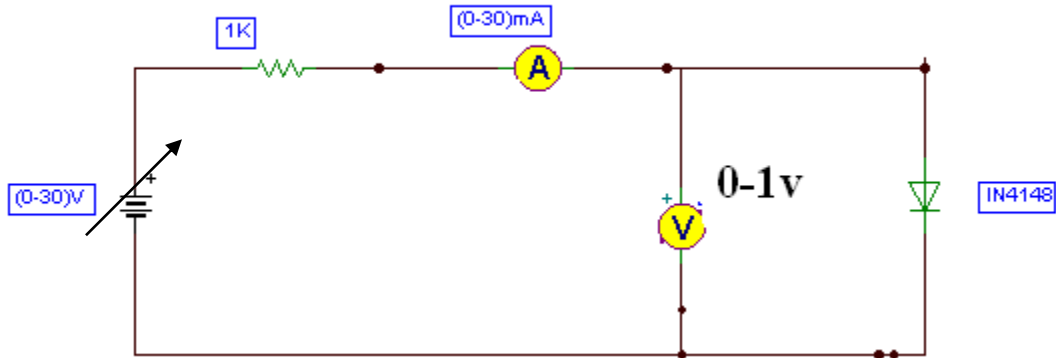 (0-30)mA
1K
A
(0-30)V
+
0-1v
+
V
IN4148